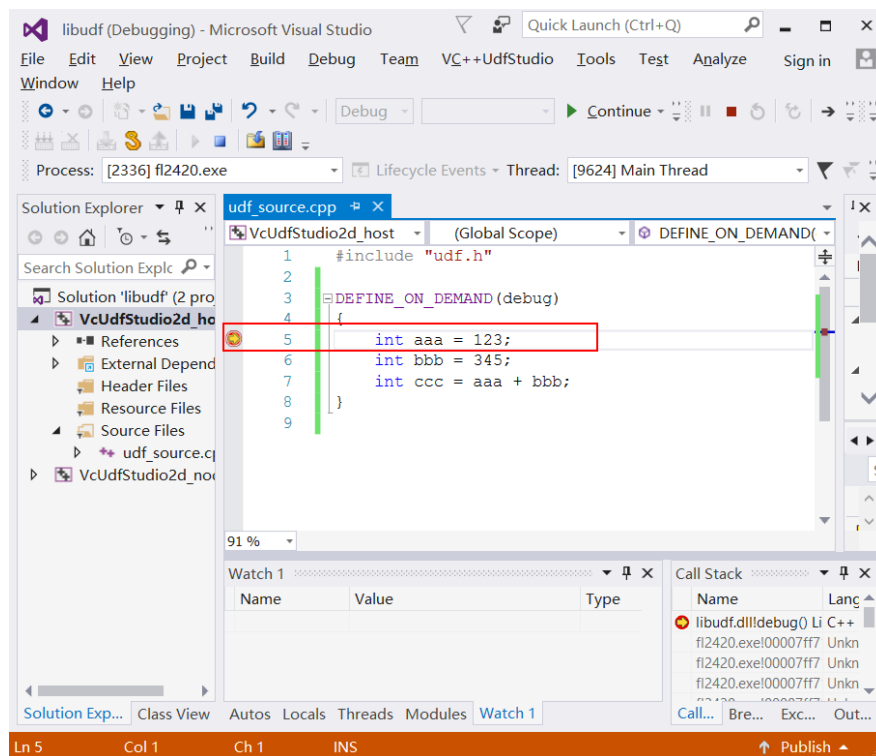 libudf (Debugging) - Microsoft Visual Studio
Quick Launch (Ctrl+Q)
File Edit View Project Build Debug Team VC++UdfStudio Tools Test Analyze Sign in
Window Help
Debug
Continue
Process: [2336] fl2420.exe Lifecycle Events Thread: [9624] Main Thread
Solution Explorer
udf_source.cpp
VcUdfStudio2d_host (Global Scope) DEFINE_ON_DEMAND(
Search Solution Explc
Solution 'libudf' (2 pro
VcUdfStudio2d_ho
References
External Depend
Header Files
Resource Files
Source Files
udf_source.c
VcUdfStudio2d_no
1 #include "udf.h"
2
3 DEFINE_ON_DEMAND(debug)
4 {
5 int aaa = 123;
6 int bbb = 345;
7 int ccc = aaa + bbb;
8 }
9
91 %
Watch 1
Name Value Type
Call Stack
Name Lang
libudf.dll!debug() Li C++
fl2420.exe!00007ff7 Unkn
fl2420.exe!00007ff7 Unkn
fl2420.exe!00007ff7 Unkn
Solution Exp... Class View
Autos Locals Threads Modules Watch 1
Call... Bre... Exc... Out...
Ln 5 Col 1 Ch 1 INS Publish